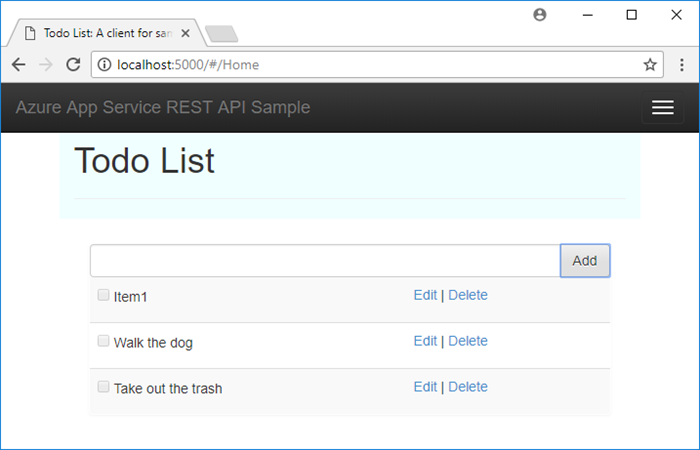 Todo List: A client for sam
localhost:5000/#/Home
Azure App Service REST API Sample
Todo List
Add
Item1 Edit | Delete
Walk the dog Edit | Delete
Take out the trash Edit | Delete